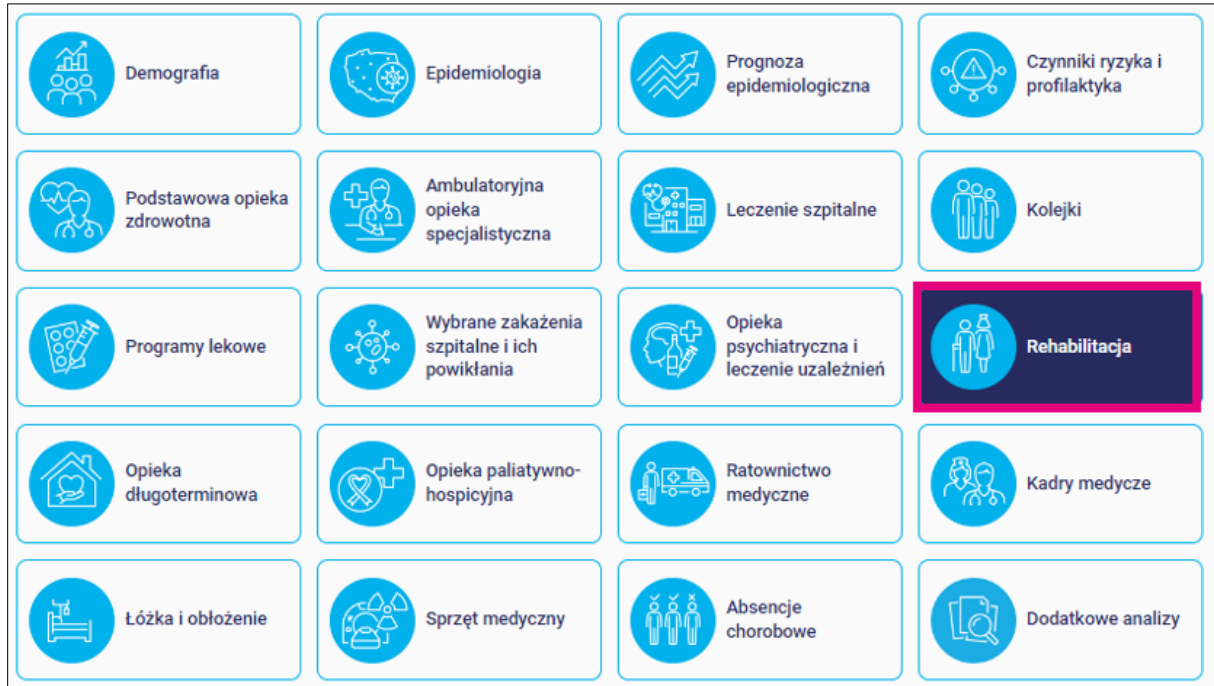 Demografia
Epidemiologia
Prognoza
epidemiologiczna
Czynniki ryzyka i
profilaktyka
Podstawowa opieka
zdrowotna
Ambulatoryjna
opieka
specjalistyczna
Leczenie szpitalne
Kolejki
Programy lekowe
Wybrane zakażenia
szpitalne i ich
powikłania
Opieka
psychiatryczna i
leczenie uzależnień
Rehabilitacja
Opieka
długoterminowa
Opieka paliatywno-
hospicyjna
Ratownictwo
medyczne
Kadry medycze
Łóżka i obłożenie
Sprzęt medyczny
Absencje
chorobowe
Dodatkowe analizy